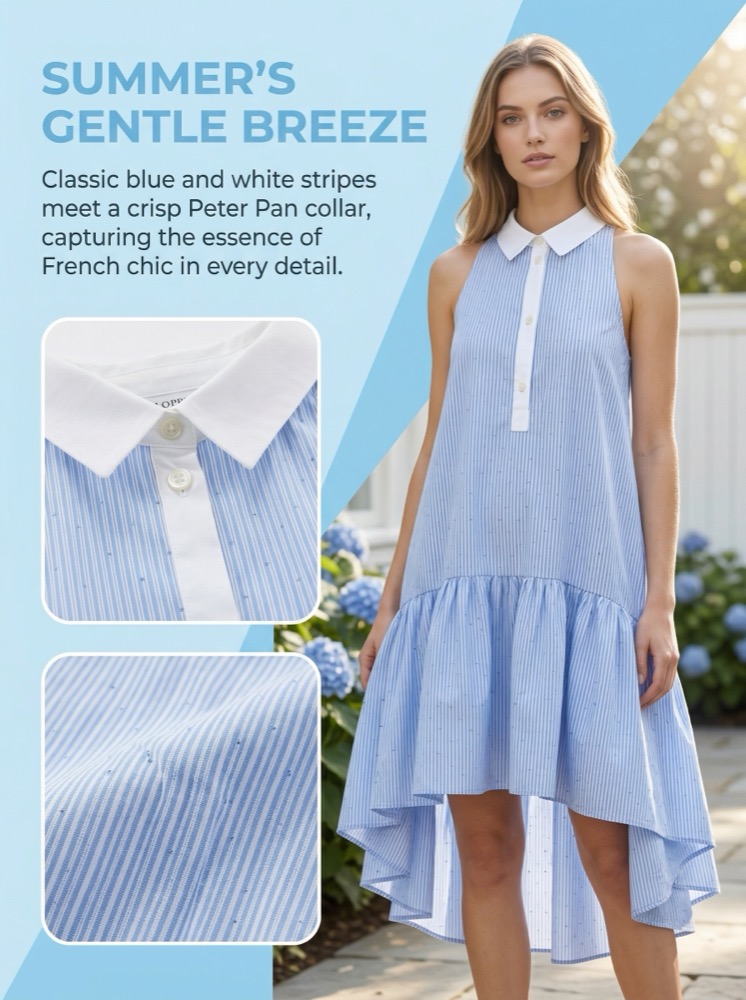 SUMMER’S
GENTLE BREEZE
Classic blue and white stripes
meet a crisp Peter Pan collar,
capturing the essence of
French chic in every detail.